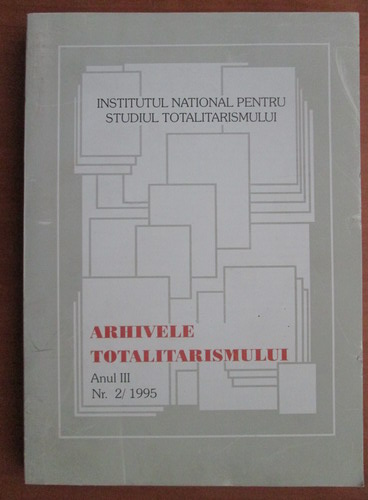 INSTITUTUL NATIONAL PENTRU
STUDIUL TOTALITARISMULUI
ARHIVELE
TOTALITARISMULUI
Anul III
Nr. 2/ 1995